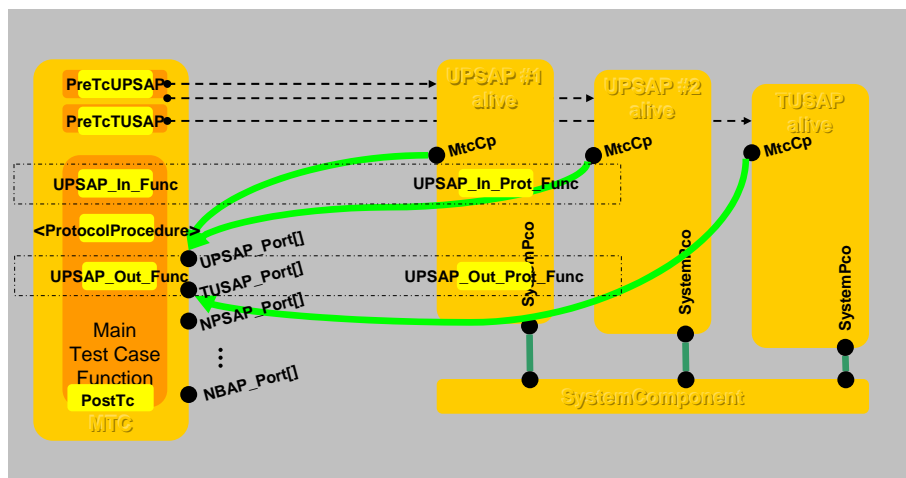 PreTcUPSAP
PreTcTUSAP
UPSAP #1
alive
UPSAP #2
alive
TUSAP
alive
MtcCp
MtcCp
MtcCp
UPSAP_In_Func
UPSAP_In_Prot_Func
<ProtocolProcedure>
UPSAP_Port[]
UPSAP_Out_Func
UPSAP_Out_Prot_Func
TUSAP_Port[]
NPSAP_Port[]
SystemPco
SystemPco
SystemPco
Main
Test Case
Function
⋮
NBAP_Port[]
PostTc
MTC
SystemComponent